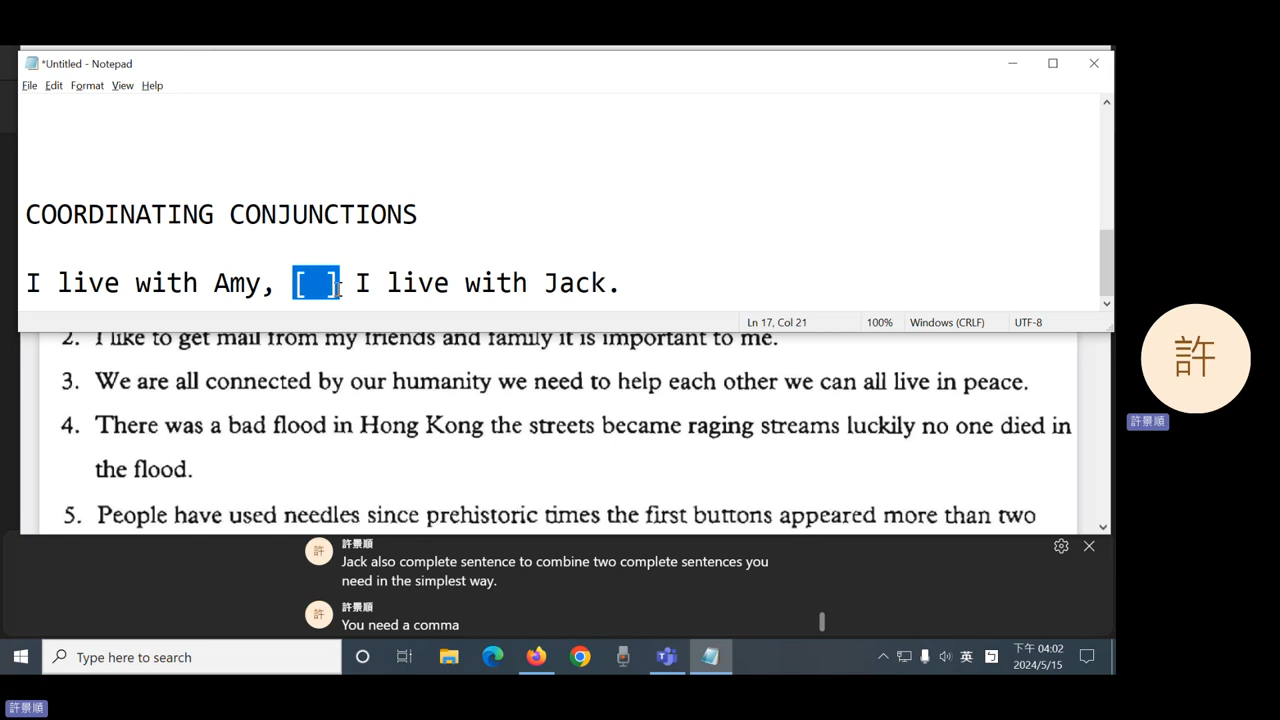 *Untitled - Notepad
File Edit Format View Help
COORDINATING CONJUNCTIONS
I live with Amy, [ ] I live with Jack.
Ln 17, Col 21 100% Windows (CRLF) UTF-8
2. I like to get mail from my friends and family it is important to me.
3. We are all connected by our humanity we need to help each other we can all live in peace.
4. There was a bad flood in Hong Kong the streets became raging streams luckily no one died in
the flood.
5. People have used needles since prehistoric times the first buttons appeared more than two
許
許景順
許
許景順
Jack also complete sentence to combine two complete sentences you
need in the simplest way.
許
許景順
You need a comma
Type here to search
英
下午 04:02
2024/5/15
許景順